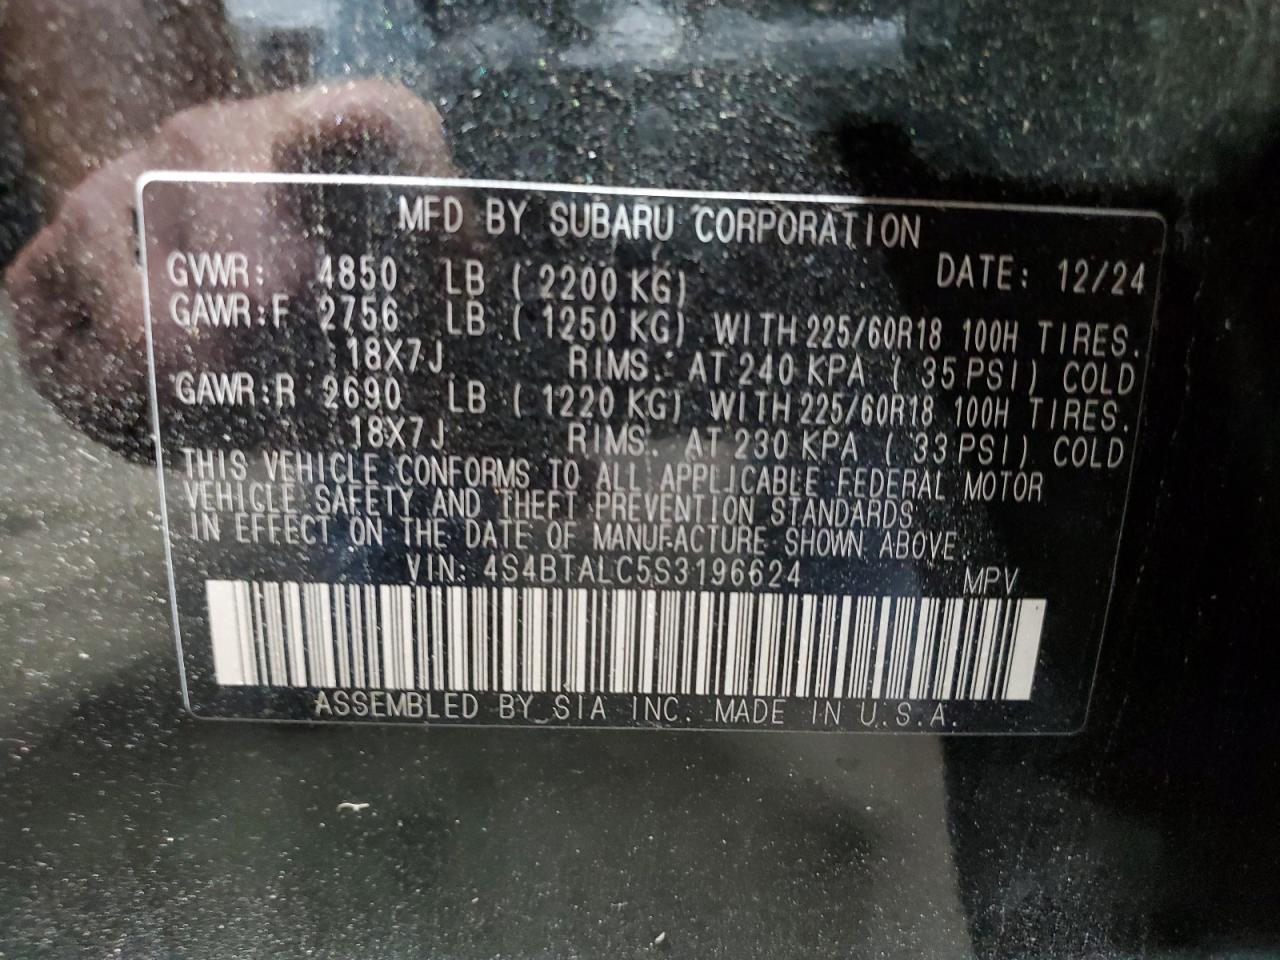 MFD BY SUBARU CORPORATION
GVWR: 4850 LB ( 2200 KG) DATE: 12/24
GAWR:F 2756 LB ( 1250 KG) WITH 225/60R18 100H TIRES.
18X7J RIMS. AT 240 KPA ( 35 PSI) COLD
GAWR:R 2690 LB ( 1220 KG) WITH 225/60R18 100H TIRES.
18X7J RIMS. AT 230 KPA ( 33 PSI) COLD
THIS VEHICLE CONFORMS TO ALL APPLICABLE FEDERAL MOTOR
VEHICLE SAFETY AND THEFT PREVENTION STANDARDS
IN EFFECT ON THE DATE OF MANUFACTURE SHOWN ABOVE.
VIN: 4S4BTALC5S3196624 MPV
ASSEMBLED BY SIA INC. MADE IN U.S.A.